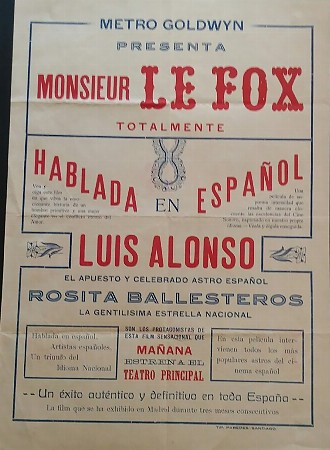 METRO GOLDWYN
PRESENTA
MONSIEUR LE FOX
TOTALMENTE
HABLADA EN ESPAÑOL
LUIS ALONSO
EL APUESTO Y CELEBRADO ASTRO ESPAÑOL
ROSITA BALLESTEROS
LA GENTILISIMA ESTRELLA NACIONAL
Hablada en español.
Artistas españoles.
Un triunfo del
Idioma Nacional
SON LOS PROTAGONISTAS DE
ESTA FILM SENSACIONAL QUE
MAÑANA
ESTRENA EL
TEATRO PRINCIPAL
En esta película inter-
vienen todos los más
populares astros del ci-
nema español
Un éxito auténtico y definitivo en toda España
La film que se ha exhibido en Madrid durante tres meses consecutivos